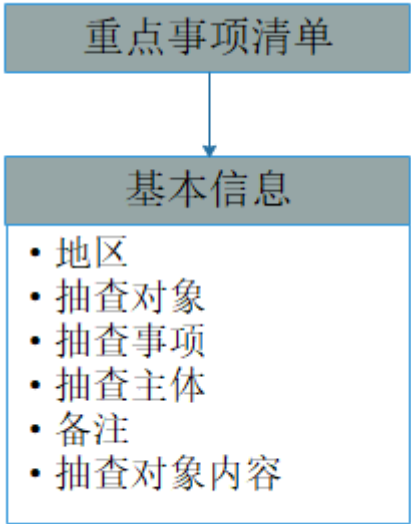 重点事项清单
基本信息
• 地区
• 抽查对象
• 抽查事项
• 抽查主体
• 备注
• 抽查对象内容